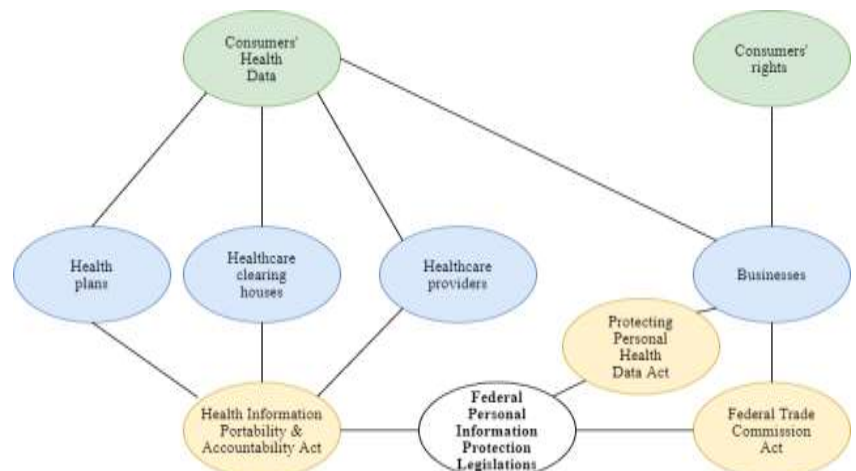 Consumers'
Health
Data
Consumers'
rights
Health
plans
Healthcare
clearing
houses
Healthcare
providers
Businesses
Protecting
Personal
Health
Data Act
Health Information
Portability &
Accountability Act
Federal
Personal
Information
Protection
Legislations
Federal Trade
Commission
Act